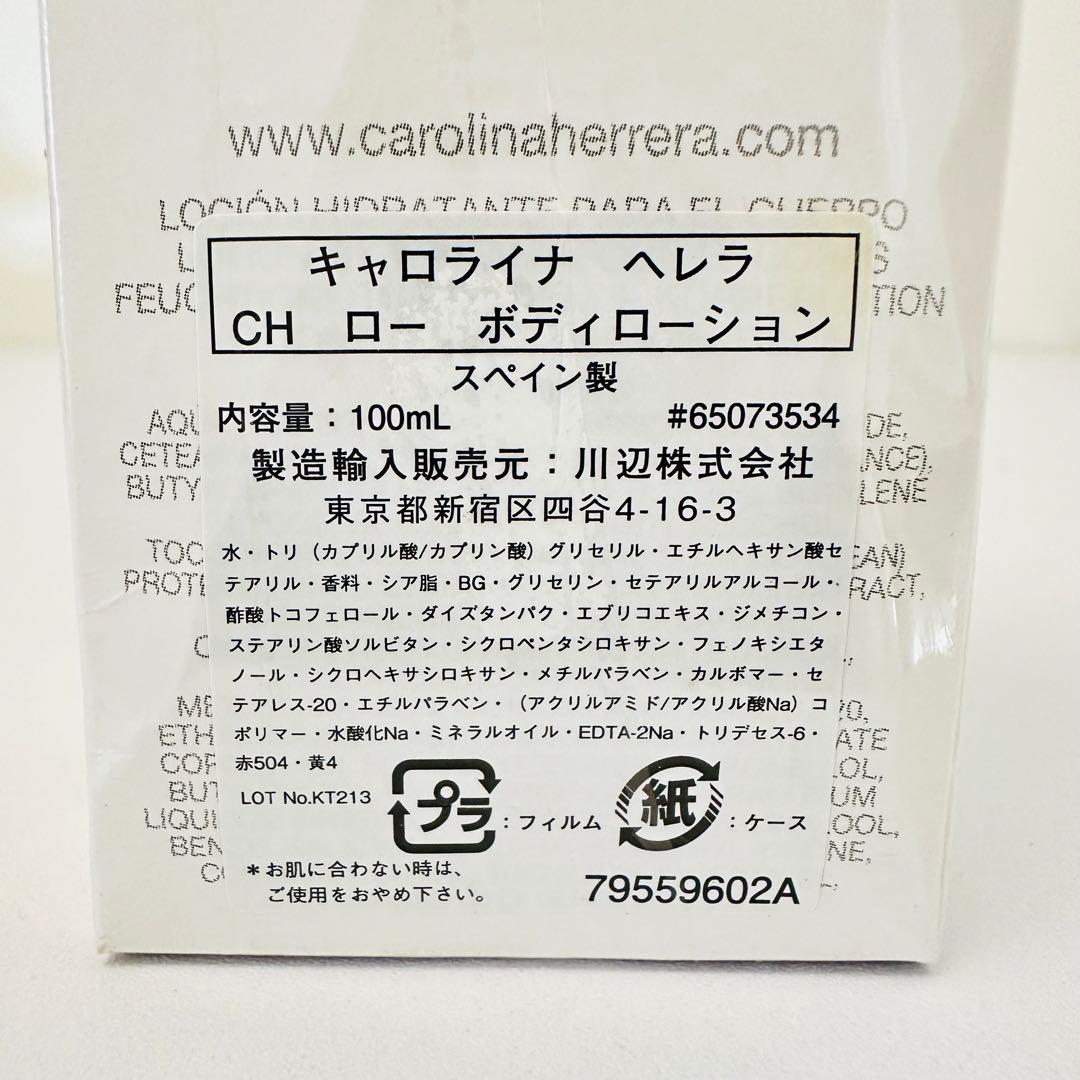 www.carolinaherrera.com
LOCIÓN HIDRATANTE PARA EL CUERPO
キャロライナ ヘレラ
CH ロー ボディローション
スペイン製
内容量：100mL #65073534
製造輸入販売元：川辺株式会社
東京都新宿区四谷4-16-3
水・トリ（カプリル酸/カプリン酸）グリセリル・エチルヘキサン酸セ
テアリル・香料・シア脂・BG・グリセリン・セテアリルアルコール・
酢酸トコフェロール・ダイズタンパク・エブリコエキス・ジメチコン・
ステアリン酸ソルビタン・シクロペンタシロキサン・フェノキシエタ
ノール・シクロヘキサシロキサン・メチルパラベン・カルボマー・セ
テアレス-20・エチルパラベン・（アクリルアミド/アクリル酸Na）コ
ポリマー・水酸化Na・ミネラルオイル・EDTA-2Na・トリデセス-6・
赤504・黄4
LOT No.KT213
プラ：フィルム 紙：ケース
＊お肌に合わない時は、
ご使用をおやめ下さい。
79559602A